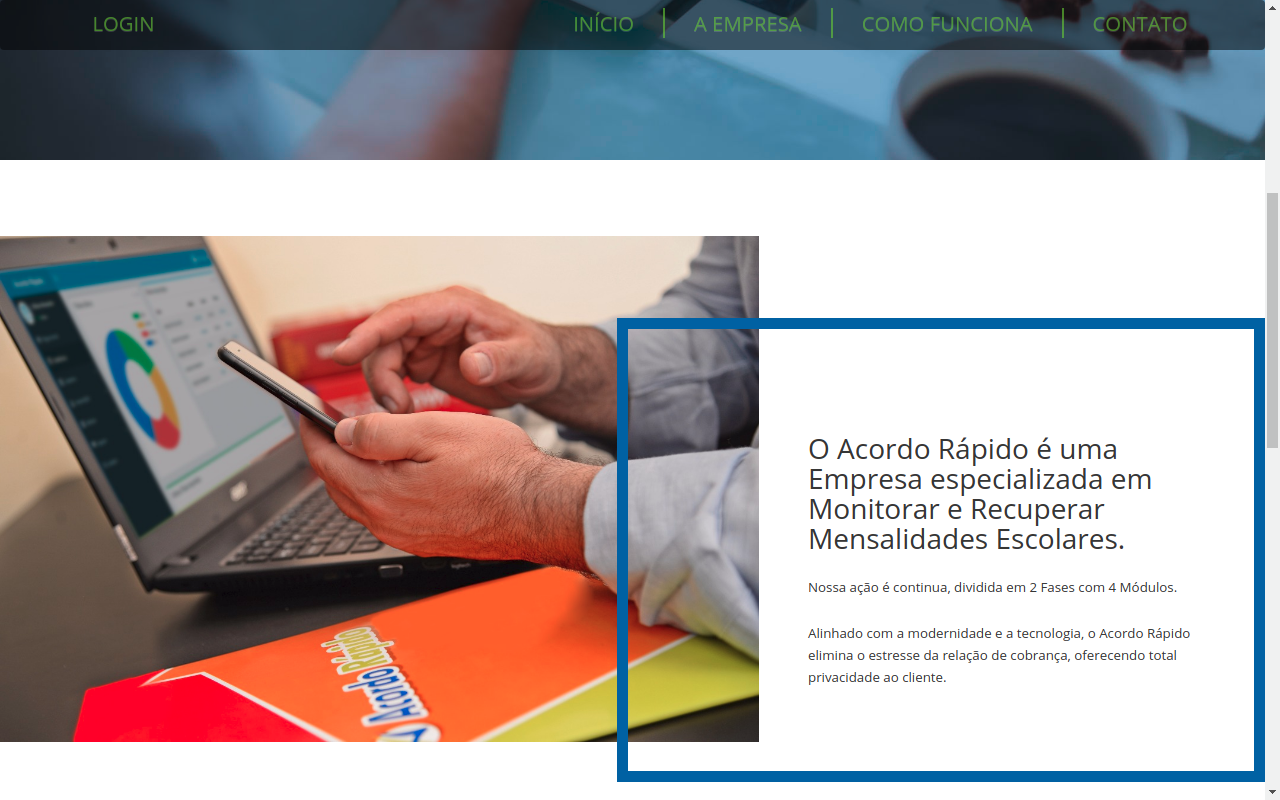 LOGIN
INÍCIO
A EMPRESA
COMO FUNCIONA
CONTATO
O Acordo Rápido é uma
Empresa especializada em
Monitorar e Recuperar
Mensalidades Escolares.
Nossa ação é continua, dividida em 2 Fases com 4 Módulos.
Alinhado com a modernidade e a tecnologia, o Acordo Rápido
elimina o estresse da relação de cobrança, oferecendo total
privacidade ao cliente.
Acordo Rápido